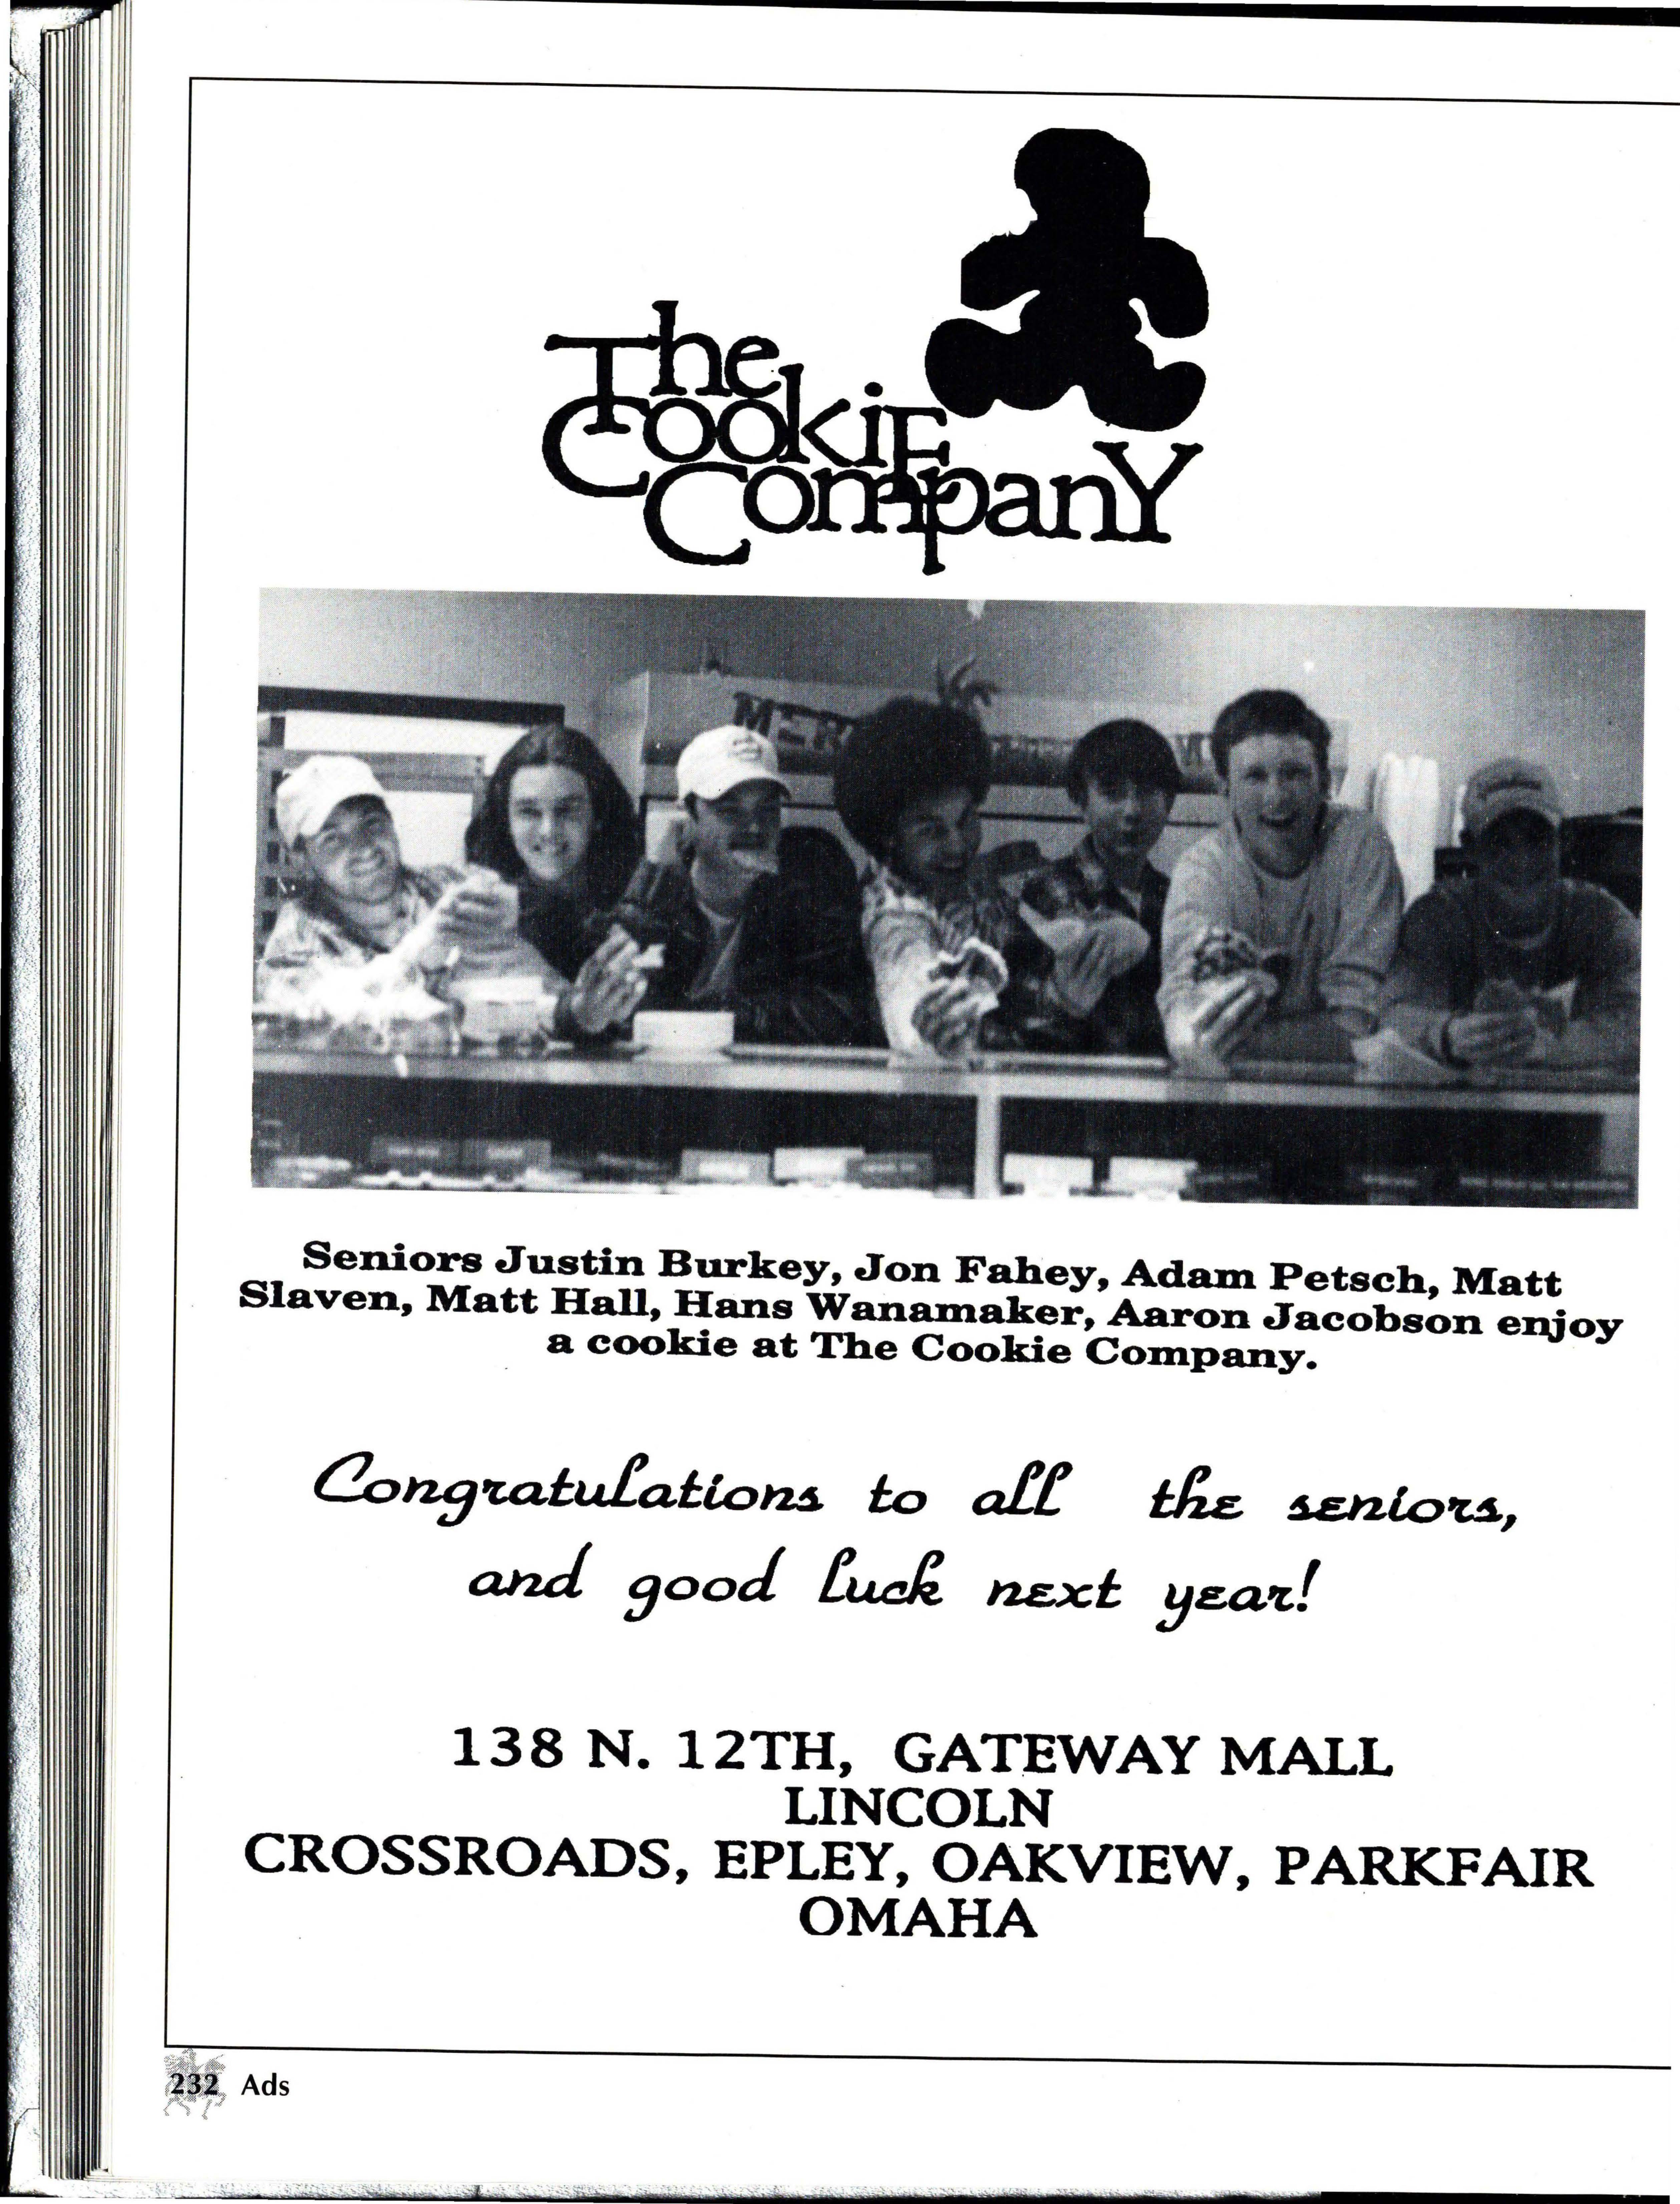 The
CookiE
CompanY
Seniors Justin Burkey, Jon Fahey, Adam Petsch, Matt
Slaven, Matt Hall, Hans Wanamaker, Aaron Jacobson enjoy
a cookie at The Cookie Company.
Congratulations to all the seniors,
and good luck next year!
138 N. 12TH, GATEWAY MALL
LINCOLN
CROSSROADS, EPLEY, OAKVIEW, PARKFAIR
OMAHA
232 Ads